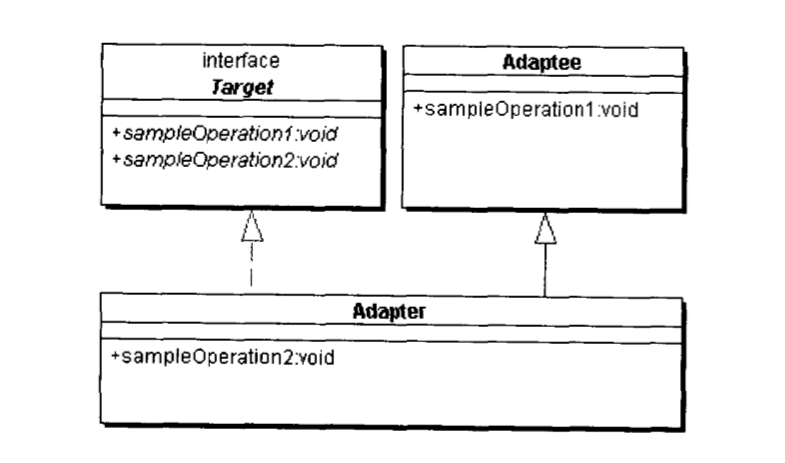 interface
Target
+sampleOperation1:void
+sampleOperation2:void
Adaptee
+sampleOperation1:void
Adapter
+sampleOperation2:void